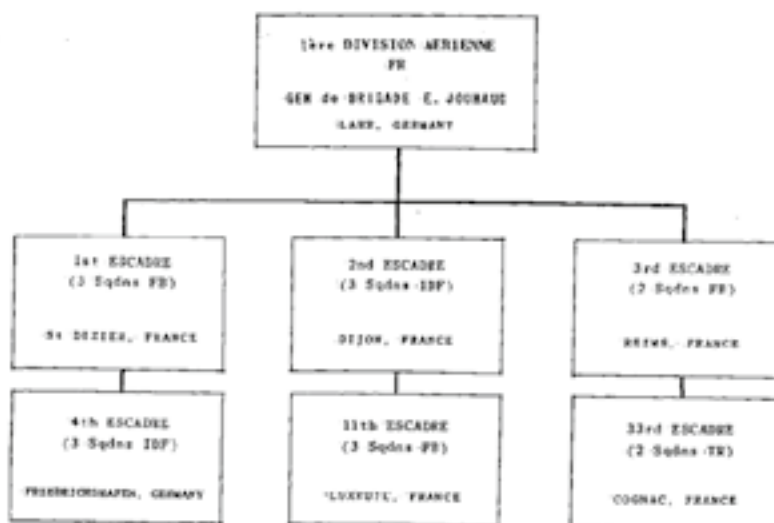 1ère DIVISION AERIENNE
FR
GEN de BRIGADE E. JOUHAUD
LAHR, GERMANY
1st ESCADRE
(3 Sqdns FB)
St DIZIER, FRANCE
2nd ESCADRE
(3 Sqdns IDF)
DIJON, FRANCE
3rd ESCADRE
(2 Sqdns FB)
REIMS, FRANCE
4th ESCADRE
(3 Sqdns IDF)
FRIEDRICHSHAFEN, GERMANY
11th ESCADRE
(3 Sqdns FB)
FRANCE
33rd ESCADRE
(2 Sqdns TR)
COGNAC, FRANCE